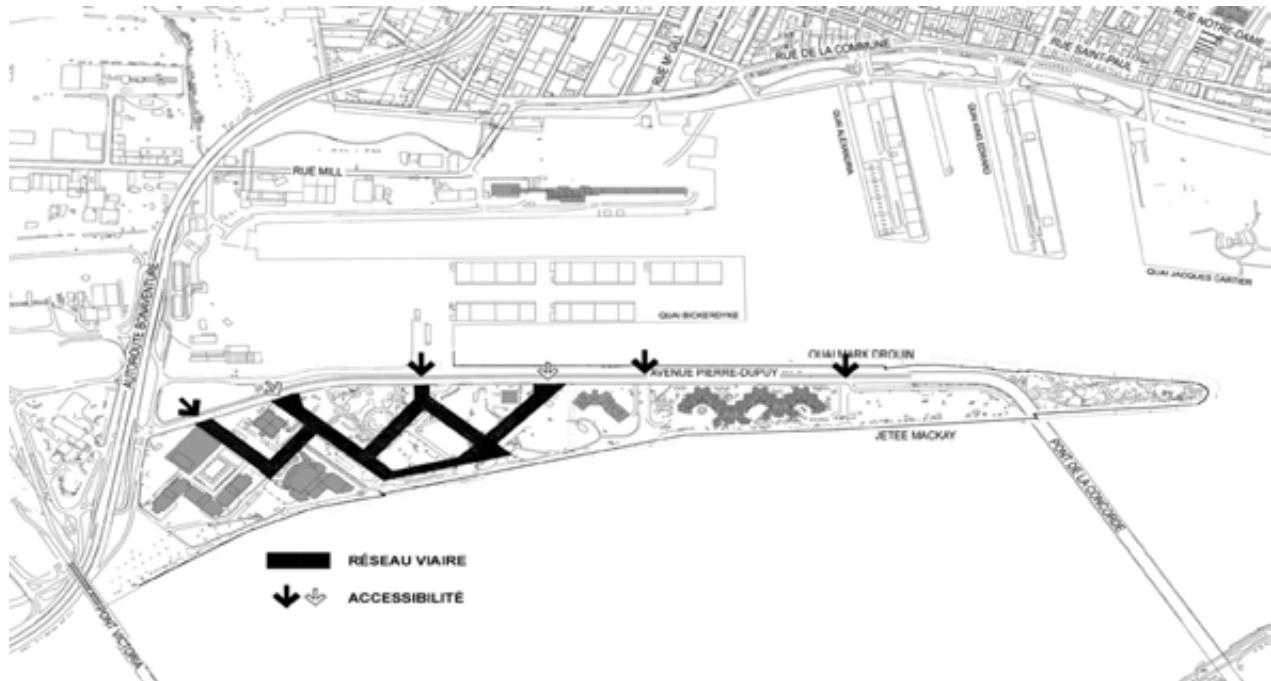 RUE NOTRE-DAME
RUE SAINT-PAUL
RUE DE LA COMMUNE
RUE McGILL
QUAI ALEXANDRA
QUAI KING EDWARD
RUE MILL
QUAI JACQUES CARTIER
AUTOROUTE BONAVENTURE
QUAI BICKERDYKE
QUAI MARK DROUIN
AVENUE PIERRE-DUPUY
JETÉE MACKAY
PONT DE LA CONCORDE
RÉSEAU VIAIRE
ACCESSIBILITÉ
PONT VICTORIA